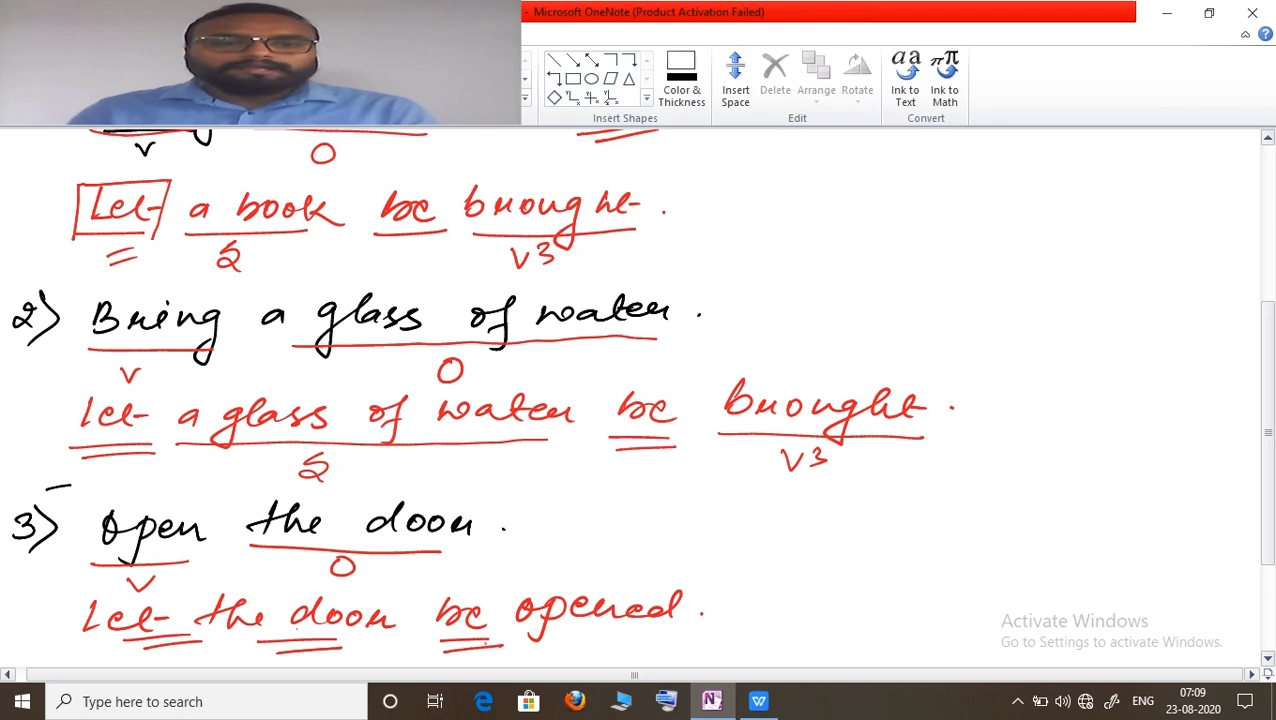 Microsoft OneNote (Product Activation Failed)
Color & Thickness
Insert Space
Delete
Arrange
Rotate
Ink to Text
Ink to Math
Insert Shapes
Edit
Convert
v
O
Let a book be brought.
S
V3
2) Bring a glass of water.
V
O
Let a glass of water be brought.
S
V3
3) Open the door.
V
O
Let the door be opened.
Activate Windows
Go to Settings to activate Windows.
Type here to search
ENG
07:09
23-08-2020